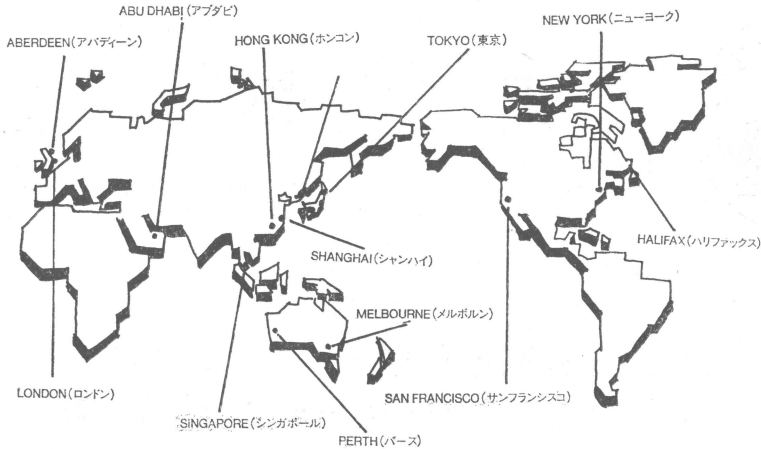 ABU DHABI(アブダビ)
NEW YORK(ニューヨーク)
ABERDEEN(アバディーン)
HONG KONG(ホンコン)
TOKYO(東京)
HALIFAX(ハリファックス)
SHANGHAI(シャンハイ)
MELBOURNE(メルボルン)
LONDON(ロンドン)
SAN FRANCISCO(サンフランシスコ)
SINGAPORE(シンガポール)
PERTH(パース)